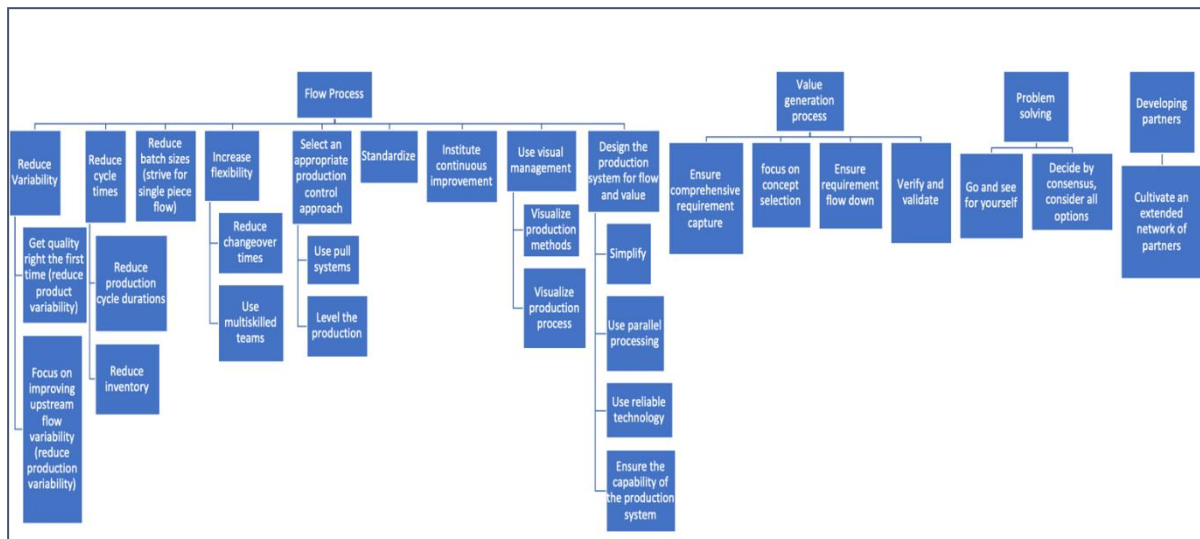 Flow Process
Value
generation
process
Problem
solving
Developing
partners
Reduce
Variability
Reduce
cycle
times
Reduce
batch sizes
(strive for
single piece
flow)
Increase
flexibility
Select an
appropriate
production
control
approach
Standardize
Institute
continuous
improvement
Use visual
management
Design the
production
system for flow
and value
Ensure
comprehensive
requirement
capture
focus on
concept
selection
Ensure
requirement
flow down
Verify and
validate
Go and see
for yourself
Decide by
consensus,
consider all
options
Cultivate an
extended
network of
partners
Get quality
right the first
time (reduce
product
variability)
Focus on
improving
upstream
flow
variability
(reduce
production
variability)
Reduce
production
cycle durations
Reduce
inventory
Reduce
changeover
times
Use
multiskilled
teams
Use pull
systems
Level the
production
Visualize
production
methods
Visualize
production
process
Simplify
Use parallel
processing
Use reliable
technology
Ensure the
capability of
the production
system